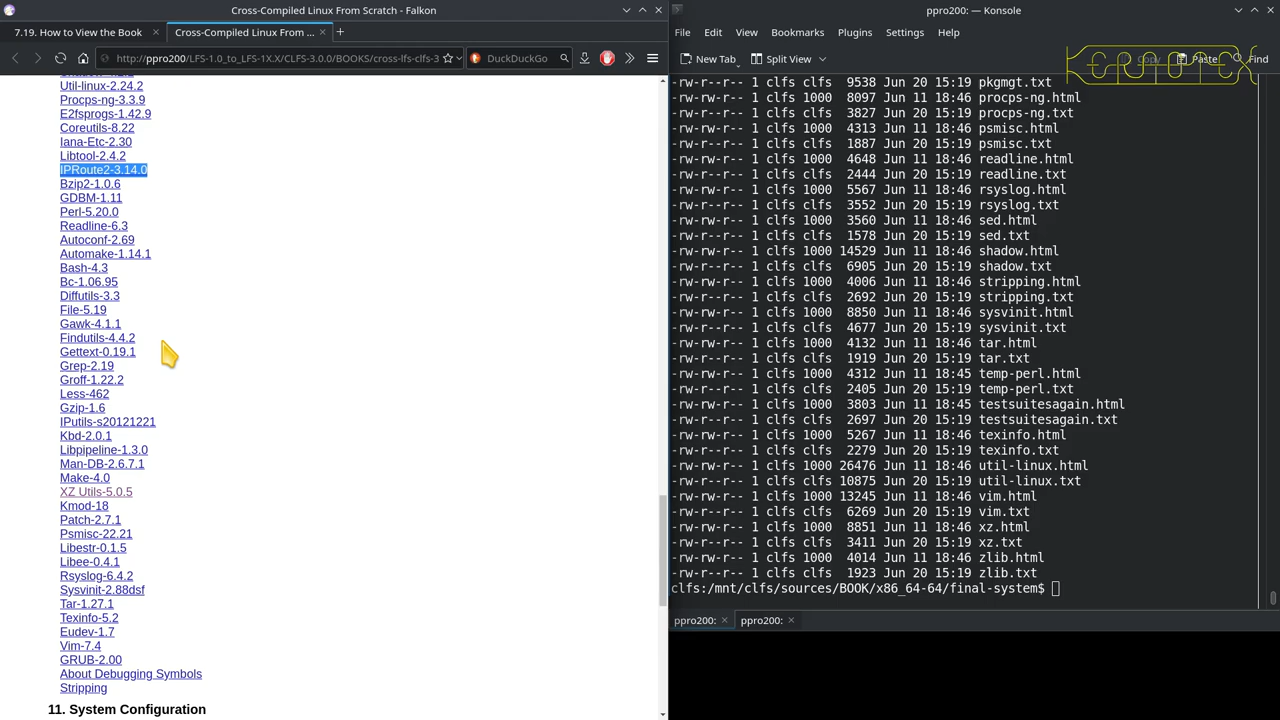 Cross-Compiled Linux From Scratch - Falkon
7.19. How to View the Book
Cross-Compiled Linux From ...
http://ppro200/LFS-1.0_to_LFS-1X.X/CLFS-3.0.0/BOOKS/cross-lfs-clfs-3
DuckDuckGo
Util-linux-2.24.2
Procps-ng-3.3.9
E2fsprogs-1.42.9
Coreutils-8.22
Iana-Etc-2.30
Libtool-2.4.2
IPRoute2-3.14.0
Bzip2-1.0.6
GDBM-1.11
Perl-5.20.0
Readline-6.3
Autoconf-2.69
Automake-1.14.1
Bash-4.3
Bc-1.06.95
Diffutils-3.3
File-5.19
Gawk-4.1.1
Findutils-4.4.2
Gettext-0.19.1
Grep-2.19
Groff-1.22.2
Less-462
Gzip-1.6
IPutils-s20121221
Kbd-2.0.1
Libpipeline-1.3.0
Man-DB-2.6.7.1
Make-4.0
XZ Utils-5.0.5
Kmod-18
Patch-2.7.1
Psmisc-22.21
Libestr-0.1.5
Libee-0.4.1
Rsyslog-6.4.2
Sysvinit-2.88dsf
Tar-1.27.1
Texinfo-5.2
Eudev-1.7
Vim-7.4
GRUB-2.00
About Debugging Symbols
Stripping
11. System Configuration
ppro200: — Konsole
File Edit View Bookmarks Plugins Settings Help
New Tab Split View Copy Paste Find
-rw-rw-r-- 1 clfs clfs  9538 Jun 20 15:19 pkgmgt.txt
-rw-rw-r-- 1 clfs 1000  8097 Jun 11 18:46 procps-ng.html
-rw-rw-r-- 1 clfs clfs  3827 Jun 20 15:19 procps-ng.txt
-rw-rw-r-- 1 clfs 1000  4313 Jun 11 18:46 psmisc.html
-rw-rw-r-- 1 clfs clfs  1887 Jun 20 15:19 psmisc.txt
-rw-rw-r-- 1 clfs 1000  4648 Jun 11 18:46 readline.html
-rw-rw-r-- 1 clfs clfs  2444 Jun 20 15:19 readline.txt
-rw-rw-r-- 1 clfs 1000  5567 Jun 11 18:46 rsyslog.html
-rw-rw-r-- 1 clfs clfs  3552 Jun 20 15:19 rsyslog.txt
-rw-rw-r-- 1 clfs 1000  3560 Jun 11 18:46 sed.html
-rw-rw-r-- 1 clfs clfs  1578 Jun 20 15:19 sed.txt
-rw-rw-r-- 1 clfs 1000 14529 Jun 11 18:46 shadow.html
-rw-rw-r-- 1 clfs clfs  6905 Jun 20 15:19 shadow.txt
-rw-rw-r-- 1 clfs 1000  4006 Jun 11 18:46 stripping.html
-rw-rw-r-- 1 clfs clfs  2692 Jun 20 15:19 stripping.txt
-rw-rw-r-- 1 clfs 1000  8850 Jun 11 18:46 sysvinit.html
-rw-rw-r-- 1 clfs clfs  4677 Jun 20 15:19 sysvinit.txt
-rw-rw-r-- 1 clfs 1000  4132 Jun 11 18:46 tar.html
-rw-rw-r-- 1 clfs clfs  1919 Jun 20 15:19 tar.txt
-rw-rw-r-- 1 clfs 1000  4312 Jun 11 18:45 temp-perl.html
-rw-rw-r-- 1 clfs clfs  2405 Jun 20 15:19 temp-perl.txt
-rw-rw-r-- 1 clfs 1000  3803 Jun 11 18:45 testsuitesagain.html
-rw-rw-r-- 1 clfs clfs  2697 Jun 20 15:19 testsuitesagain.txt
-rw-rw-r-- 1 clfs 1000  5267 Jun 11 18:46 texinfo.html
-rw-rw-r-- 1 clfs clfs  2279 Jun 20 15:19 texinfo.txt
-rw-rw-r-- 1 clfs 1000 26476 Jun 11 18:46 util-linux.html
-rw-rw-r-- 1 clfs clfs 10875 Jun 20 15:19 util-linux.txt
-rw-rw-r-- 1 clfs 1000 13245 Jun 11 18:46 vim.html
-rw-rw-r-- 1 clfs clfs  6269 Jun 20 15:19 vim.txt
-rw-rw-r-- 1 clfs 1000  8851 Jun 11 18:46 xz.html
-rw-rw-r-- 1 clfs clfs  3411 Jun 20 15:19 xz.txt
-rw-rw-r-- 1 clfs 1000  4014 Jun 11 18:46 zlib.html
-rw-rw-r-- 1 clfs clfs  1923 Jun 20 15:19 zlib.txt
clfs:/mnt/clfs/sources/BOOK/x86_64-64/final-system$
ppro200: ppro200: